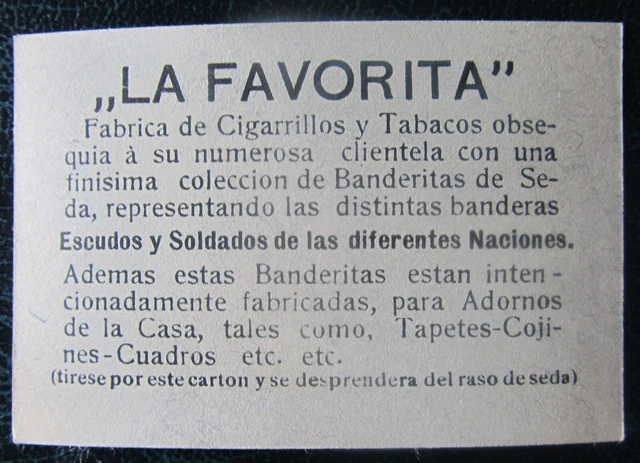 „LA FAVORITA”
Fabrica de Cigarrillos y Tabacos obse-
quia à su numerosa clientela con una
finisima coleccion de Banderitas de Se-
da, representando las distintas banderas
Escudos y Soldados de las diferentes Naciones.
Ademas estas Banderitas estan inten-
cionadamente fabricadas, para Adornos
de la Casa, tales como, Tapetes-Coji-
nes-Cuadros etc. etc.
(tirese por este carton y se desprendera del raso de seda)